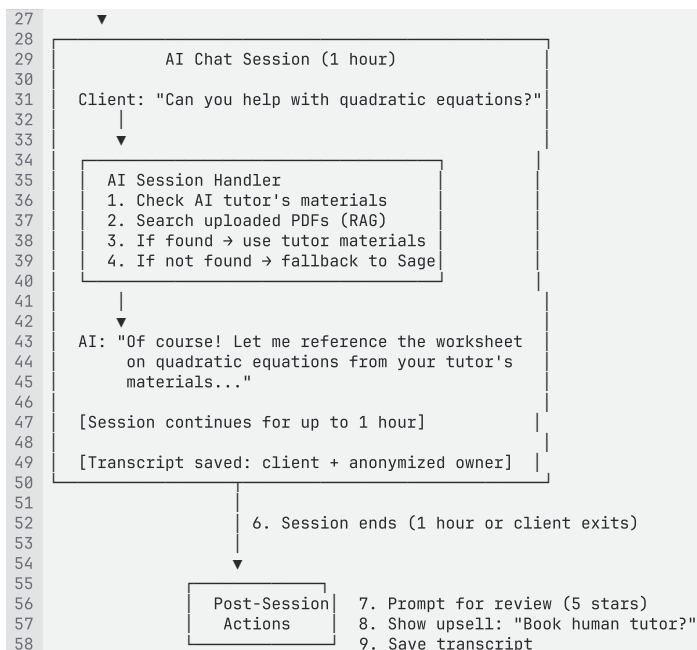 27
28
29 AI Chat Session (1 hour)
30
31 Client: "Can you help with quadratic equations?"
32
33
34
35 AI Session Handler
36 1. Check AI tutor's materials
37 2. Search uploaded PDFs (RAG)
38 3. If found → use tutor materials
39 4. If not found → fallback to Sage
40
41
42
43 AI: "Of course! Let me reference the worksheet
44 on quadratic equations from your tutor's
45 materials..."
46
47 [Session continues for up to 1 hour]
48
49 [Transcript saved: client + anonymized owner]
50
51
52 6. Session ends (1 hour or client exits)
53
54
55
56 Post-Session 7. Prompt for review (5 stars)
57 Actions 8. Show upsell: "Book human tutor?"
58 9. Save transcript